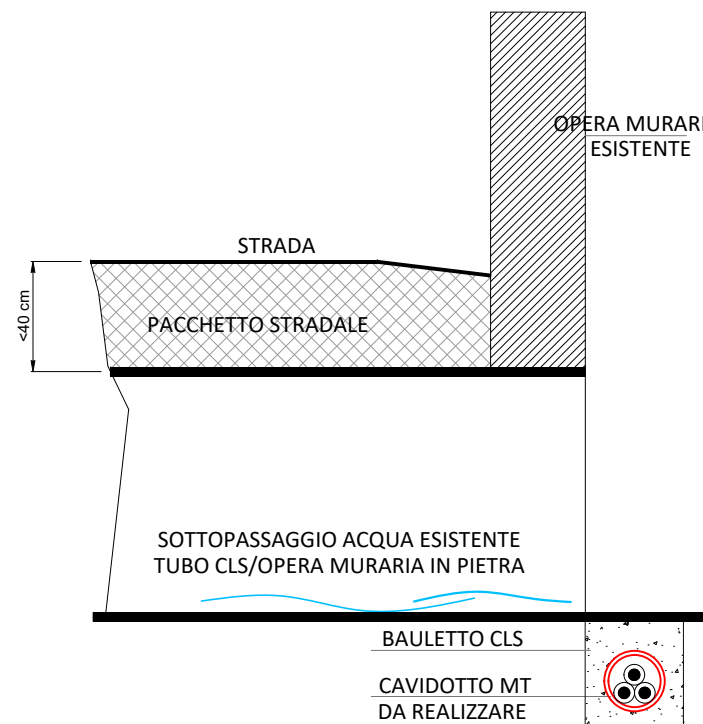 OPERA MURARI
ESISTENTE
STRADA
<40 cm
PACCHETTO STRADALE
SOTTOPASSAGGIO ACQUA ESISTENTE
TUBO CLS/OPERA MURARIA IN PIETRA
BAULETTO CLS
CAVIDOTTO MT
DA REALIZZARE